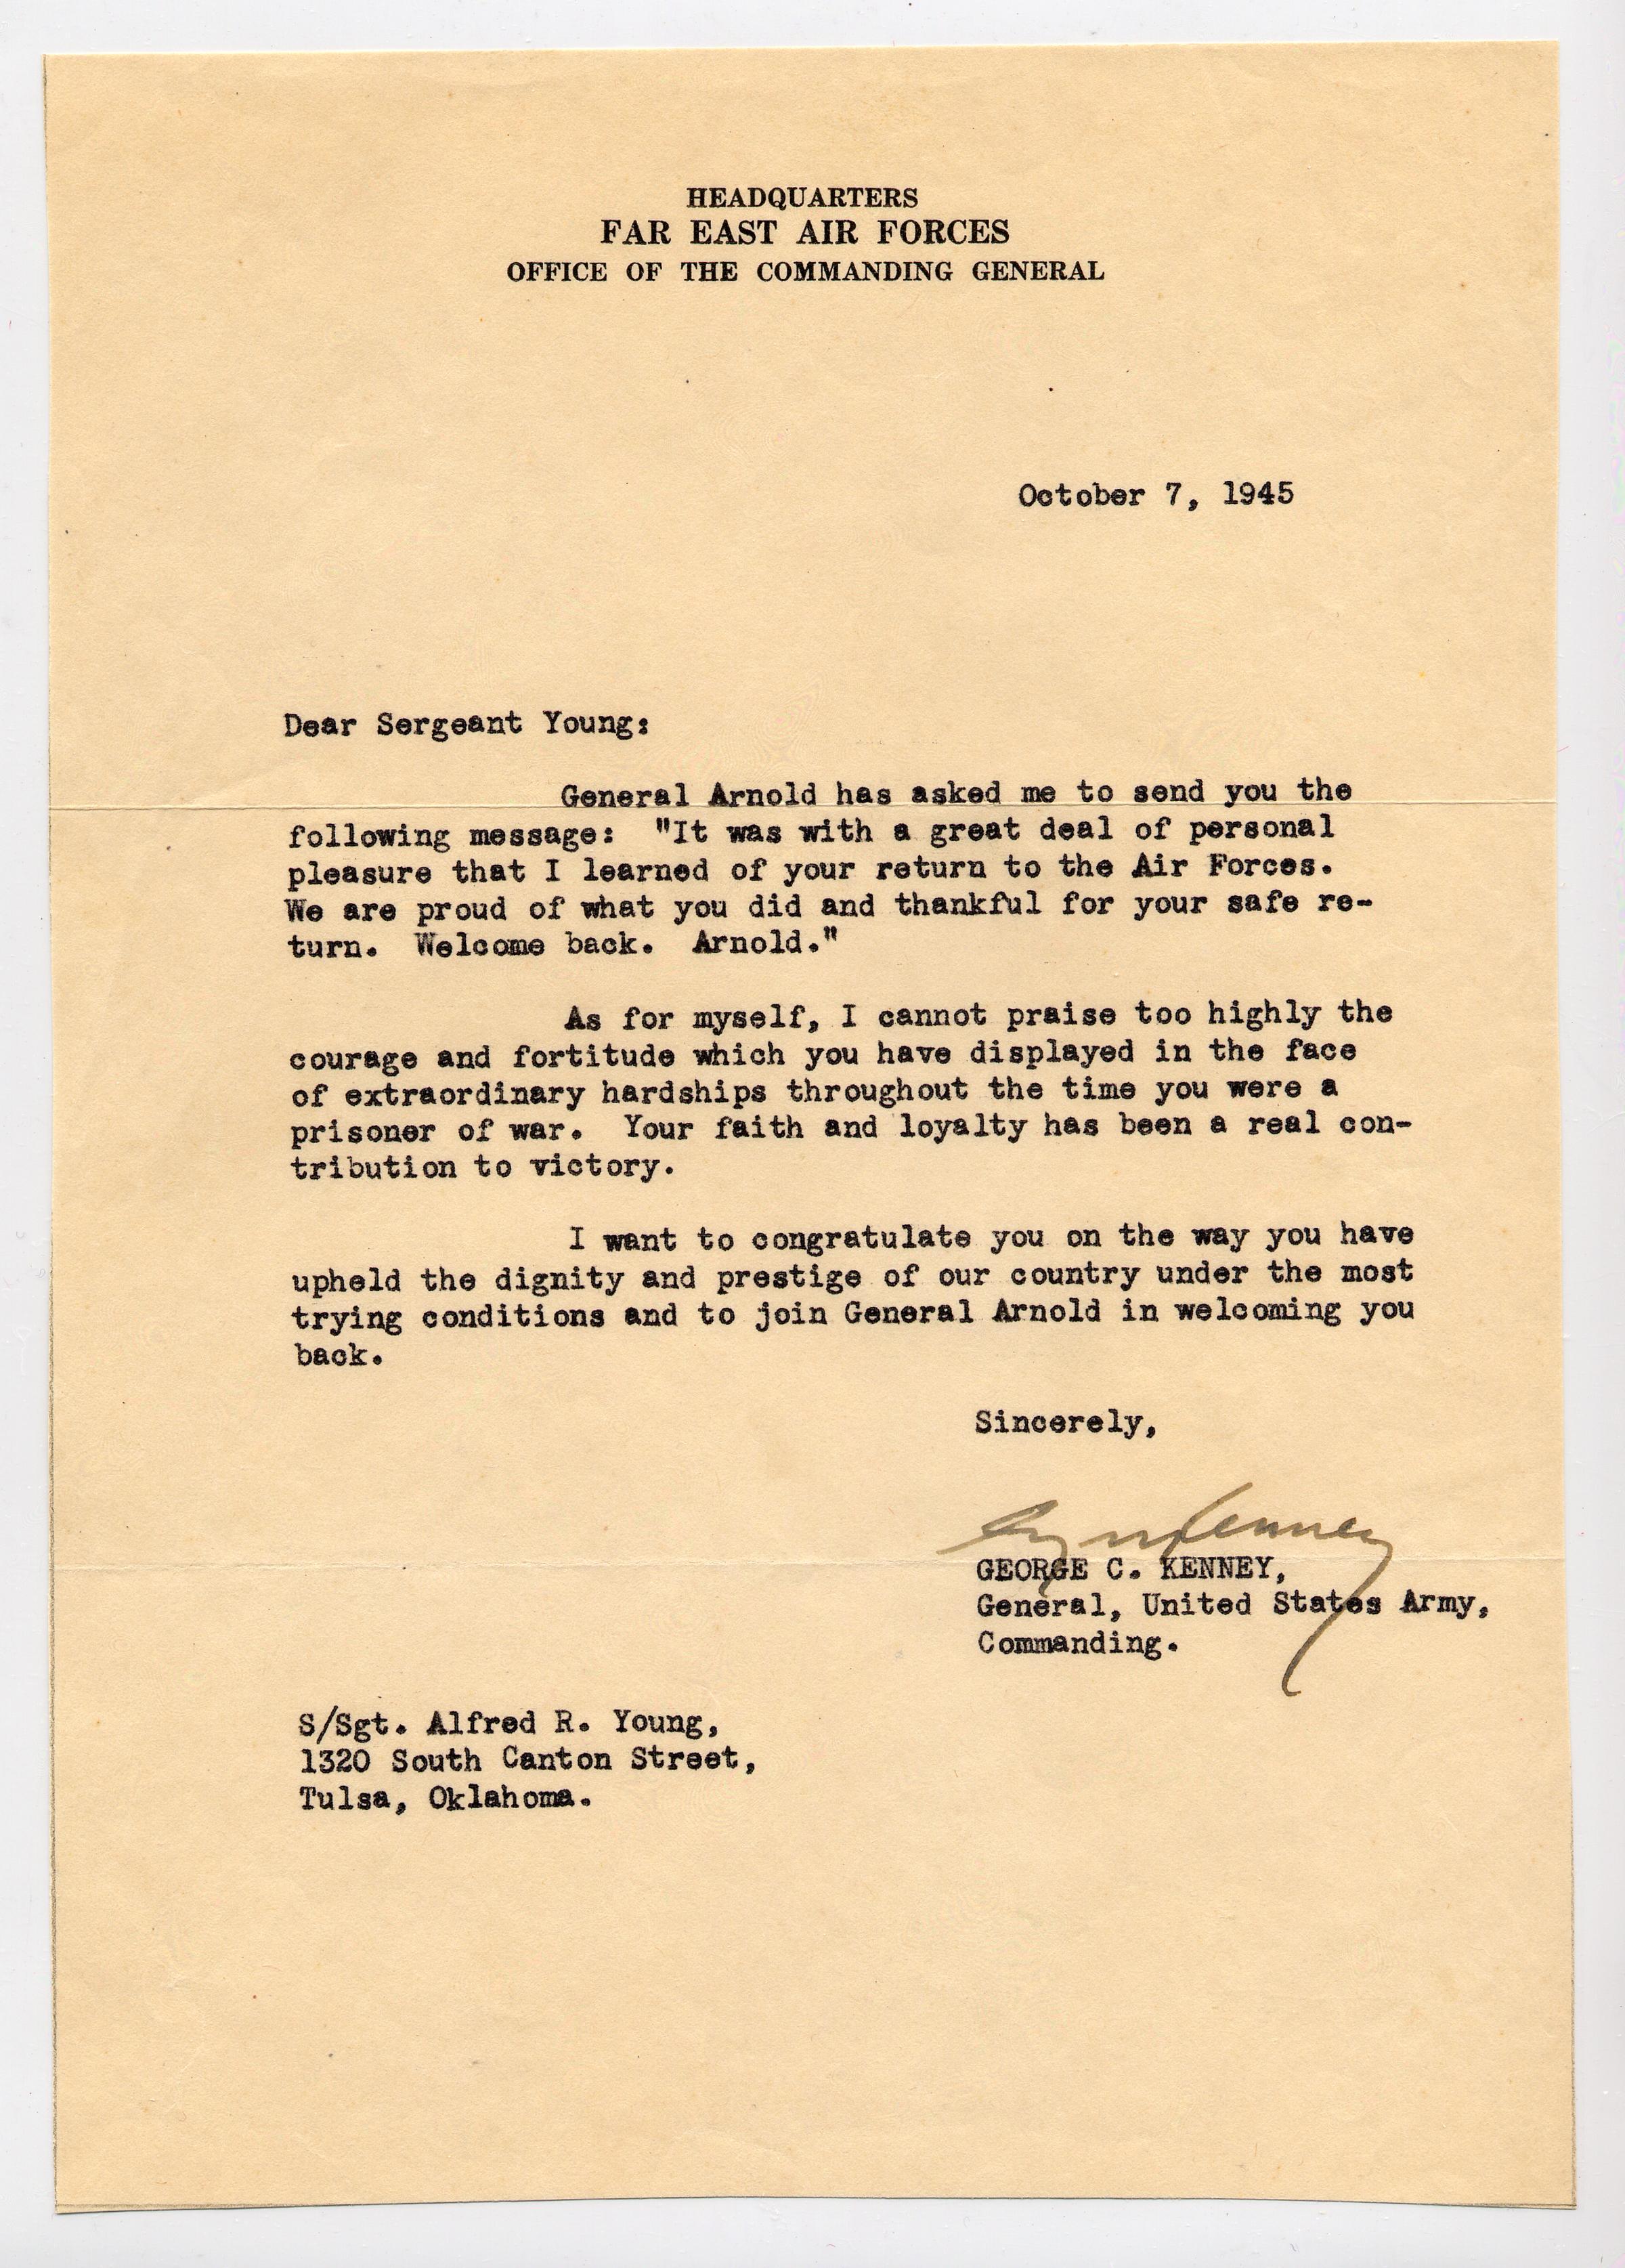 HEADQUARTERS
FAR EAST AIR FORCES
OFFICE OF THE COMMANDING GENERAL
October 7, 1945
Dear Sergeant Young:
General Arnold has asked me to send you the
following message: "It was with a great deal of personal
pleasure that I learned of your return to the Air Forces.
We are proud of what you did and thankful for your safe re-
turn. Welcome back. Arnold."
As for myself, I cannot praise too highly the
courage and fortitude which you have displayed in the face
of extraordinary hardships throughout the time you were a
prisoner of war. Your faith and loyalty has been a real con-
tribution to victory.
I want to congratulate you on the way you have
upheld the dignity and prestige of our country under the most
trying conditions and to join General Arnold in welcoming you
back.
Sincerely,
Kenney
GEORGE C. KENNEY,
General, United States Army,
Commanding.
S/Sgt. Alfred R. Young,
1320 South Canton Street,
Tulsa, Oklahoma.